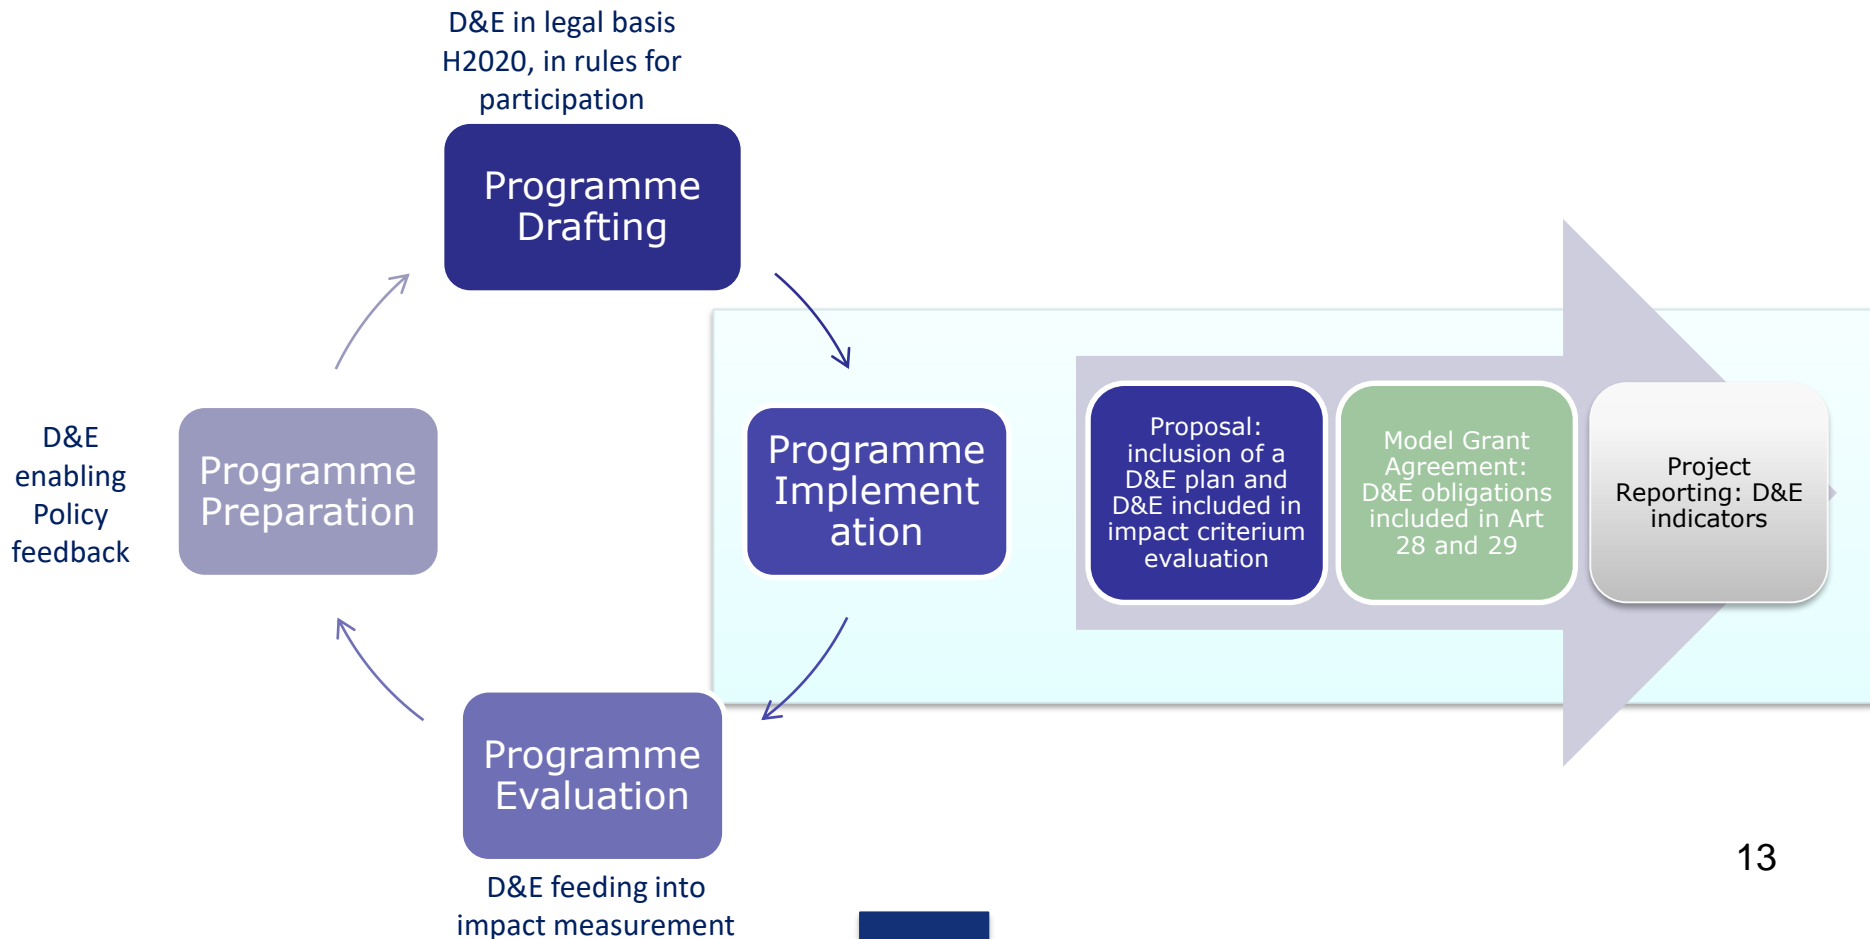 D&E in legal basis
H2020, in rules for
participation
Programme
Drafting
D&E
enabling
Policy
feedback
Programme
Preparation
Programme
Implement
ation
Proposal:
inclusion of a
D&E plan and
D&E included in
impact criterium
evaluation
Model Grant
Agreement:
D&E obligations
included in Art
28 and 29
Project
Reporting: D&E
indicators
Programme
Evaluation
D&E feeding into
impact measurement
13